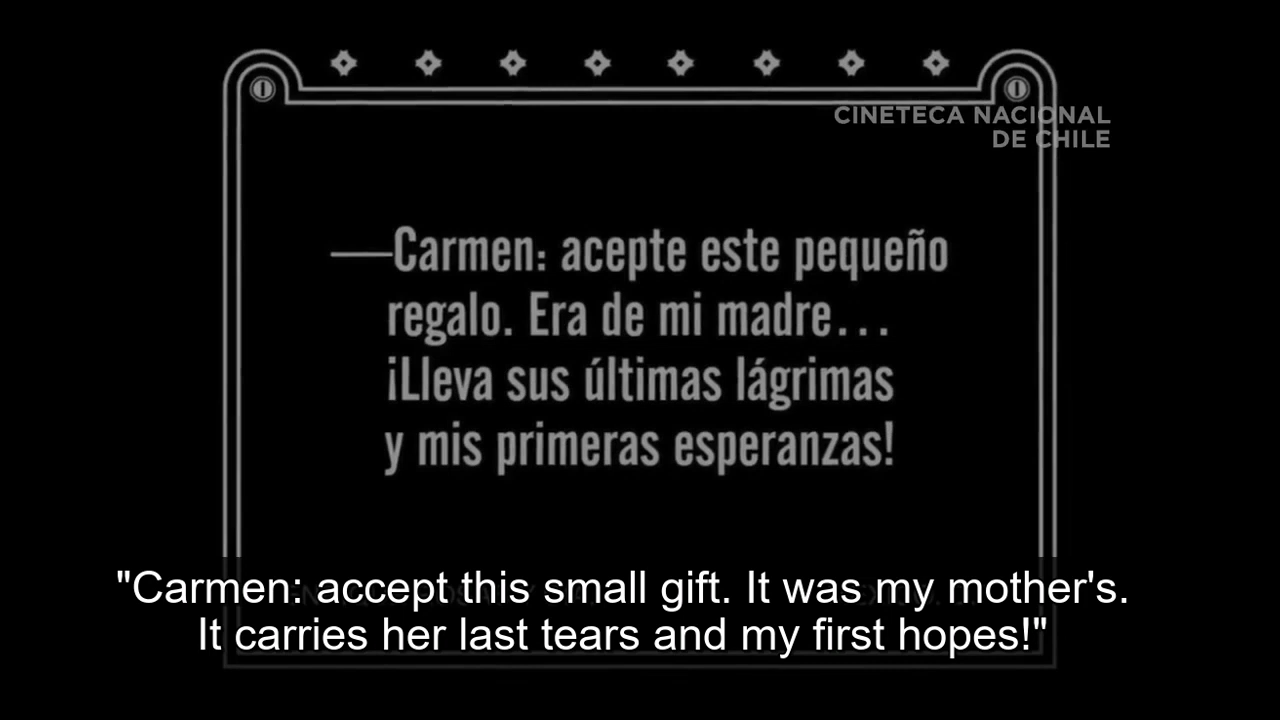 CINETECA NACIONAL
DE CHILE
—Carmen: acepte este pequeño
regalo. Era de mi madre...
¡Lleva sus últimas lágrimas
y mis primeras esperanzas!
"Carmen: accept this small gift. It was my mother's.
It carries her last tears and my first hopes!"